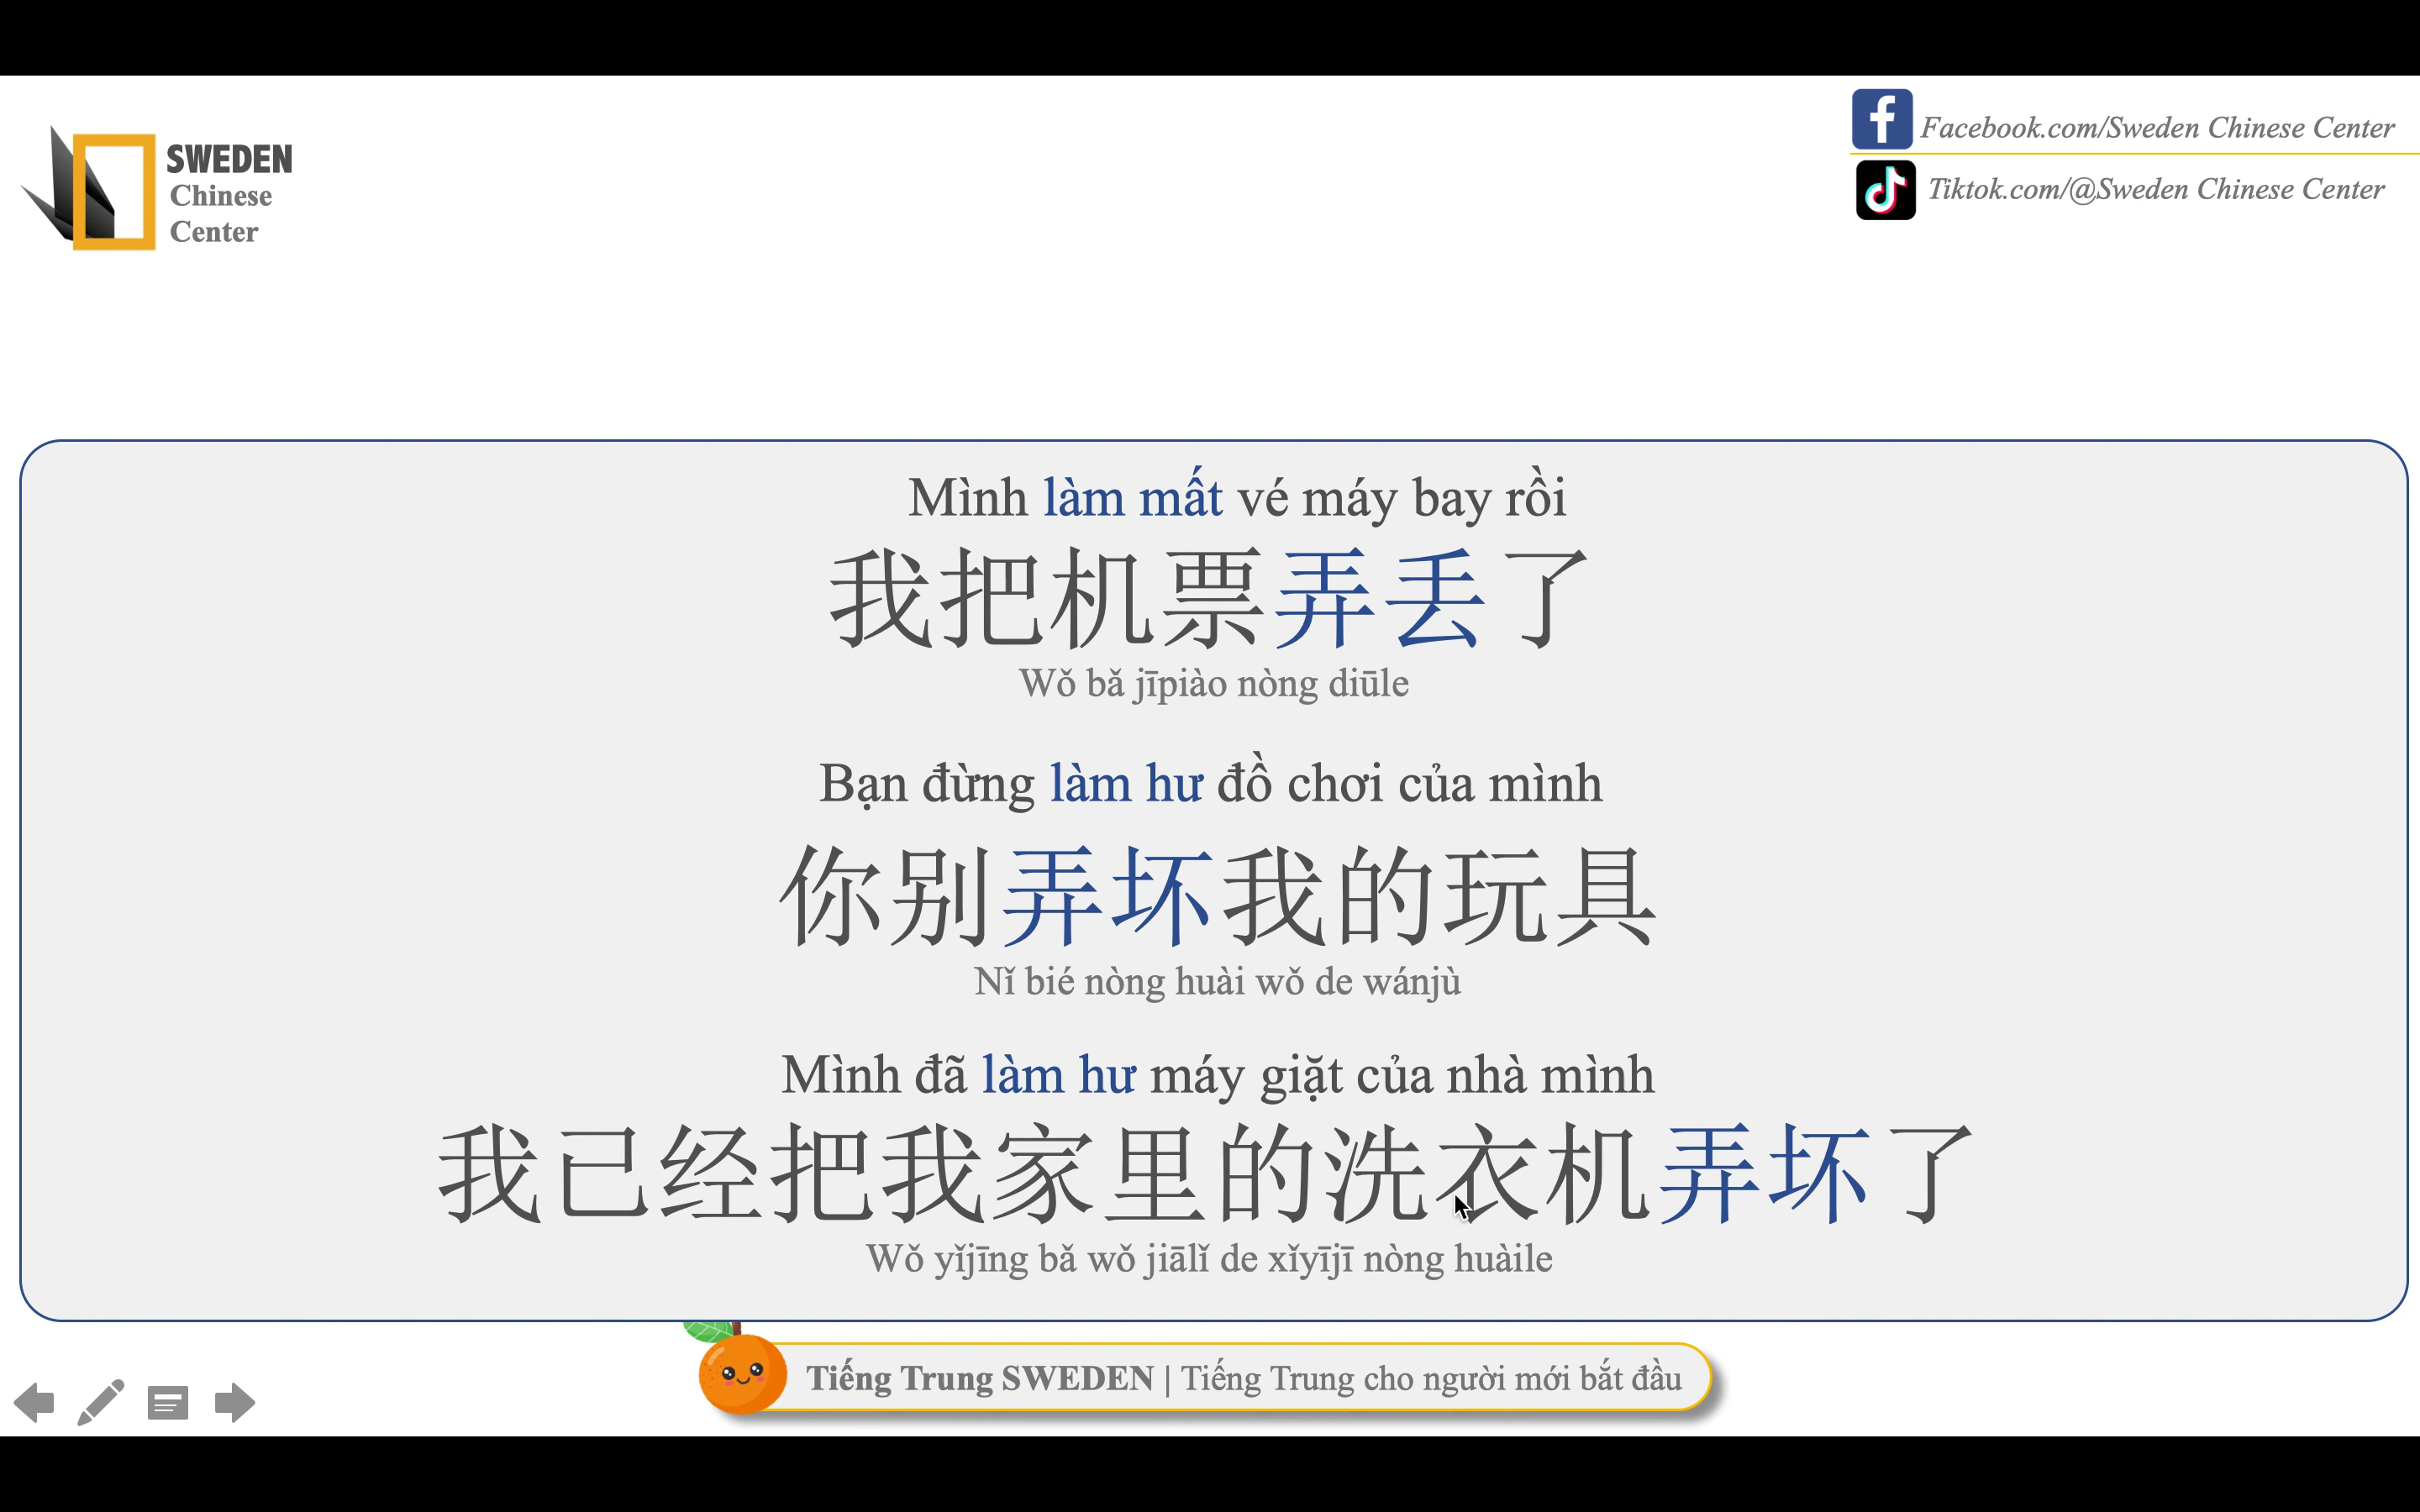 SWEDEN
Chinese
Center
Facebook.com/Sweden Chinese Center
Tiktok.com/@Sweden Chinese Center
Mình làm mất vé máy bay rồi
我把机票弄丢了
Wǒ bǎ jīpiào nòng diūle
Bạn đừng làm hư đồ chơi của mình
你别弄坏我的玩具
Nǐ bié nòng huài wǒ de wánjù
Mình đã làm hư máy giặt của nhà mình
我已经把我家里的洗衣机弄坏了
Wǒ yǐjīng bǎ wǒ jiālǐ de xǐyījī nòng huàile
Tiếng Trung SWEDEN | Tiếng Trung cho người mới bắt đầu